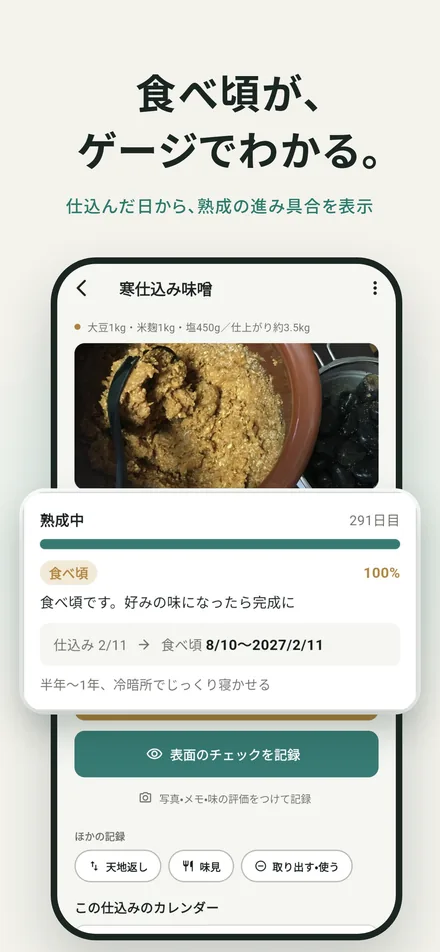 食べ頃が、
ゲージでわかる。
仕込んだ日から、熟成の進み具合を表示
寒仕込み味噌
大豆1kg・米麹1kg・塩450g／仕上がり約3.5kg
熟成中
291日目
食べ頃
100%
食べ頃です。好みの味になったら完成に
仕込み 2/11 → 食べ頃 8/10〜2027/2/11
半年〜1年、冷暗所でじっくり寝かせる
表面のチェックを記録
写真・メモ・味の評価をつけて記録
ほかの記録
天地返し
味見
取り出す・使う
この仕込みのカレンダー